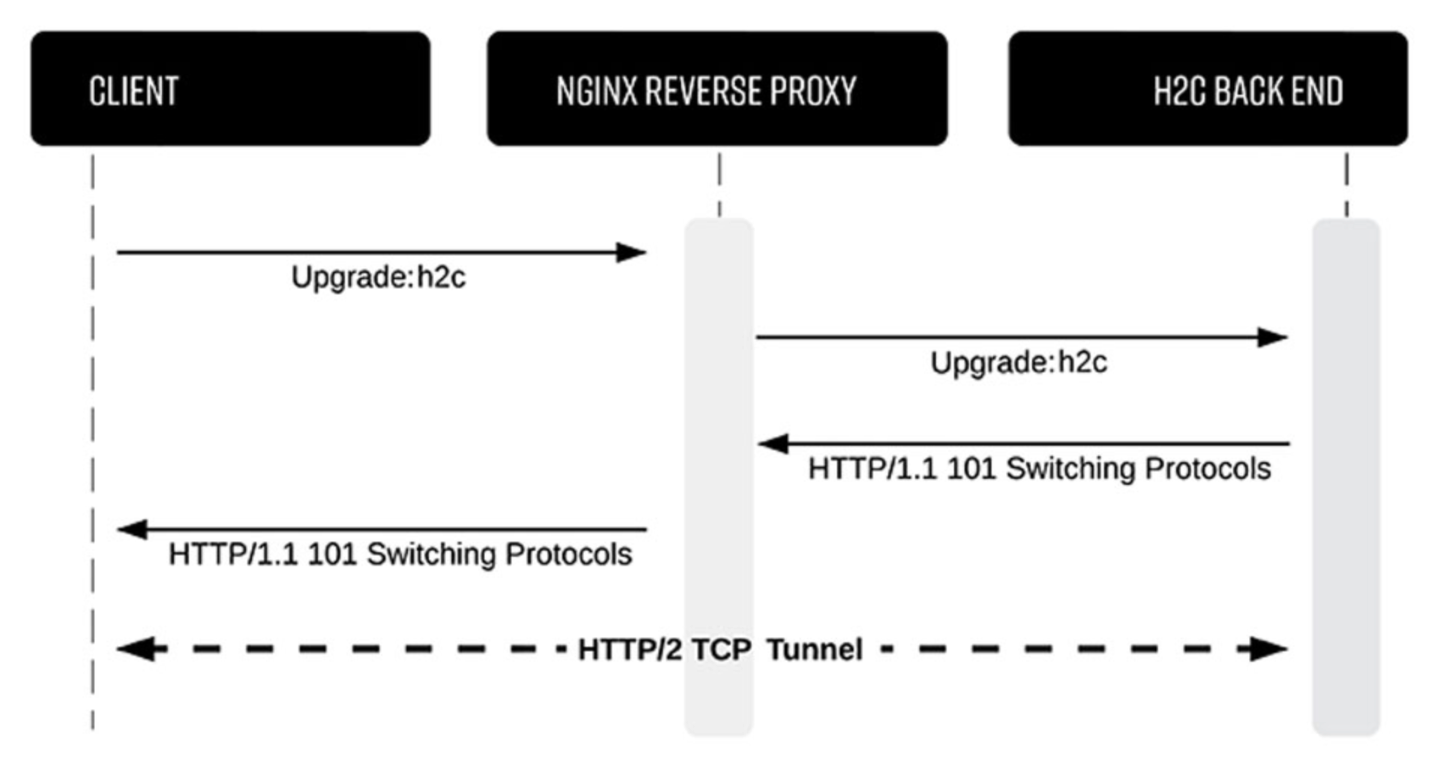 CLIENT
NGINX REVERSE PROXY
H2C BACK END
Upgrade:h2c
Upgrade:h2c
HTTP/1.1 101 Switching Protocols
HTTP/1.1 101 Switching Protocols
HTTP/2 TCP Tunnel